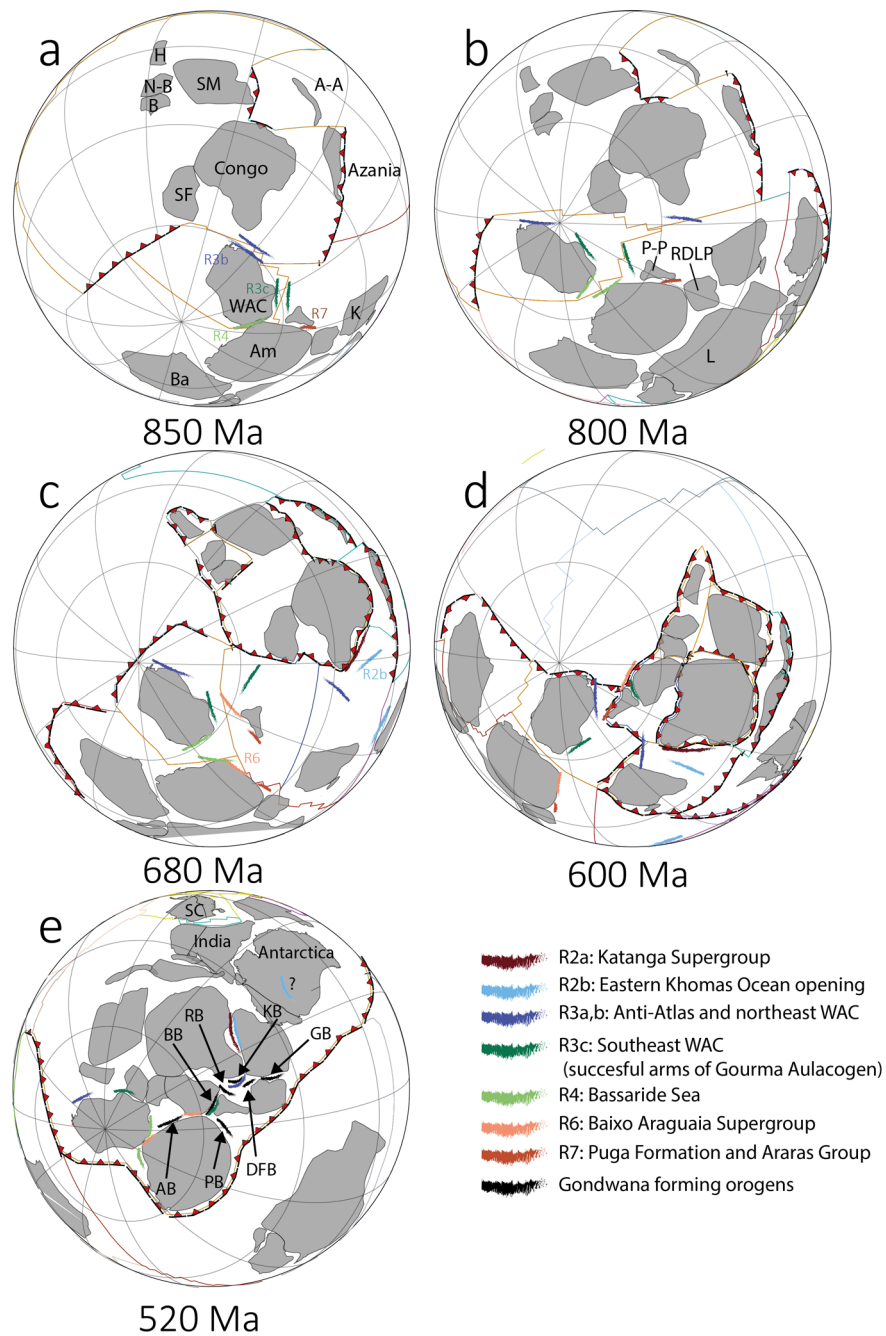 a
H
N-B
B
SM
A-A
Congo
Azania
SF
R3b
R3c
WAC
R7
K
R4
Am
Ba
850 Ma
b
P-P
RDLP
L
800 Ma
c
R2b
R6
680 Ma
d
600 Ma
e
SC
India
Antarctica
?
RB
KB
BB
GB
AB
PB
DFB
520 Ma
R2a: Katanga Supergroup
R2b: Eastern Khomas Ocean opening
R3a,b: Anti-Atlas and northeast WAC
R3c: Southeast WAC
(succesful arms of Gourma Aulacogen)
R4: Bassaride Sea
R6: Baixo Araguaia Supergroup
R7: Puga Formation and Araras Group
Gondwana forming orogens